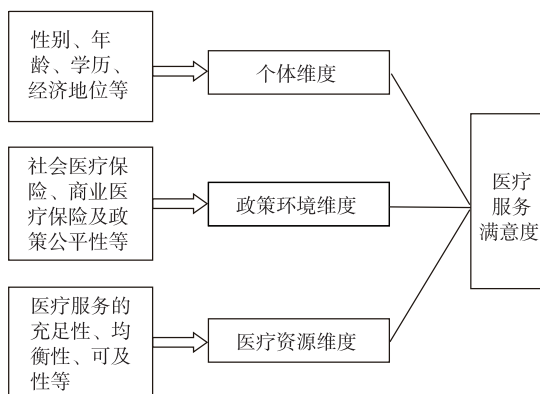 性别、年
龄、学历、
经济地位等
个体维度
社会医疗保
险、商业医
疗保险及政
策公平性等
政策环境维度
医疗服务的
充足性、均
衡性、可及
性等
医疗资源维度
医疗
服务
满意度